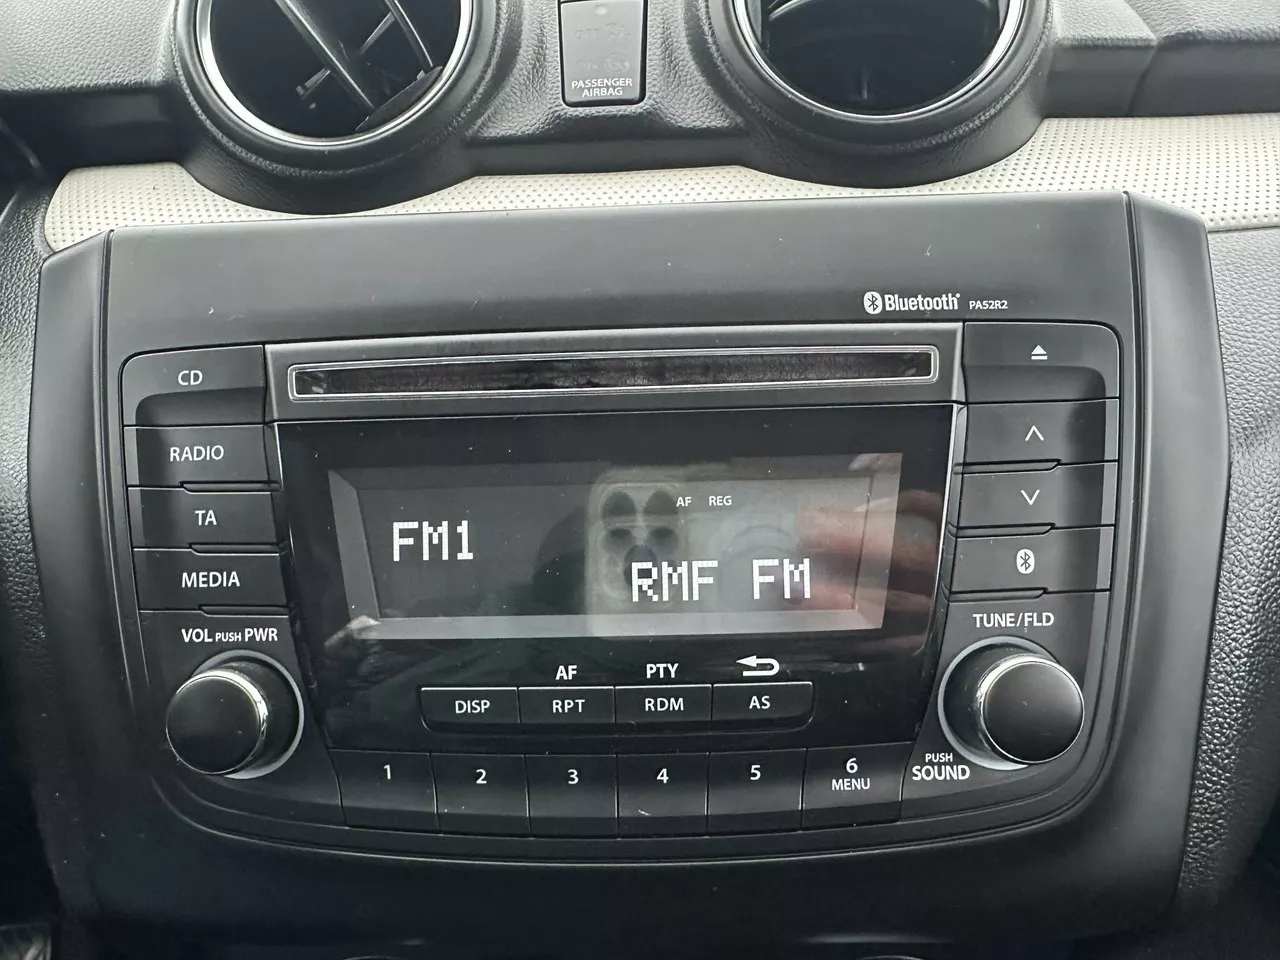 PASSENGER
AIRBAG
Bluetooth PA52R2
CD
RADIO
TA
MEDIA
VOL PUSH PWR
AF REG
FM1
RMF FM
TUNE/FLD
AF PTY
DISP RPT RDM AS
1 2 3 4 5 6
MENU
PUSH
SOUND